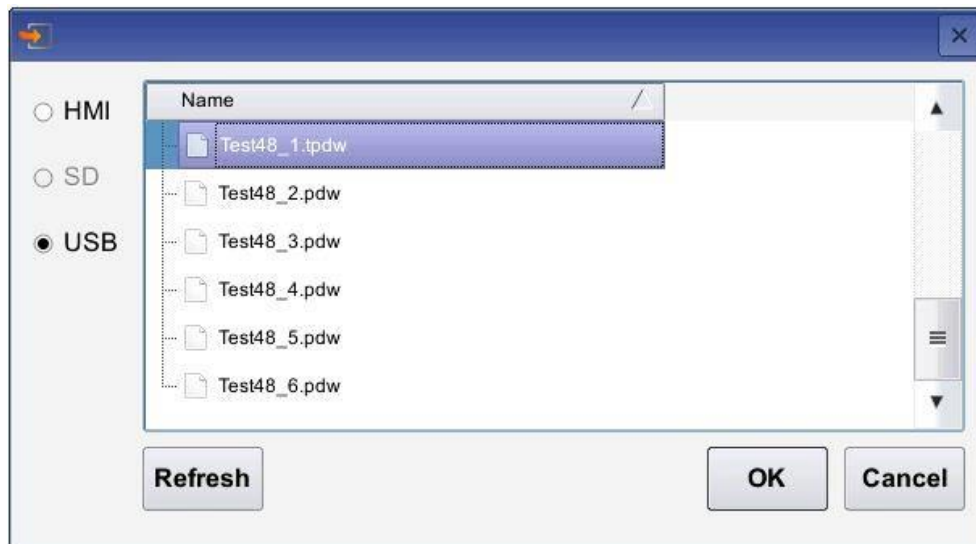 Name
HMI
Test48_1.tpdw
SD
Test48_2.pdw
USB
Test48_3.pdw
Test48_4.pdw
Test48_5.pdw
Test48_6.pdw
Refresh
OK
Cancel